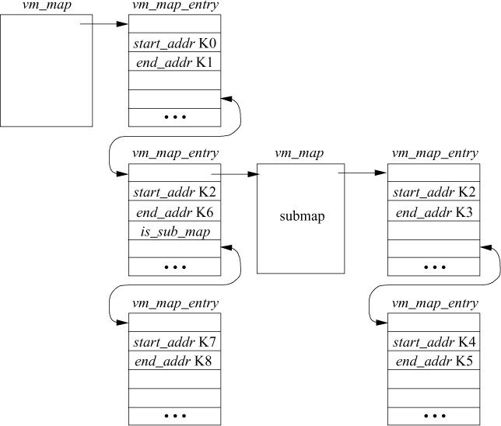 vm_map
vm_map_entry
start_addr K0
end_addr K1
• • •
vm_map_entry
start_addr K2
end_addr K6
is_sub_map
• • •
vm_map
submap
vm_map_entry
start_addr K2
end_addr K3
• • •
vm_map_entry
start_addr K7
end_addr K8
• • •
vm_map_entry
start_addr K4
end_addr K5
• • •